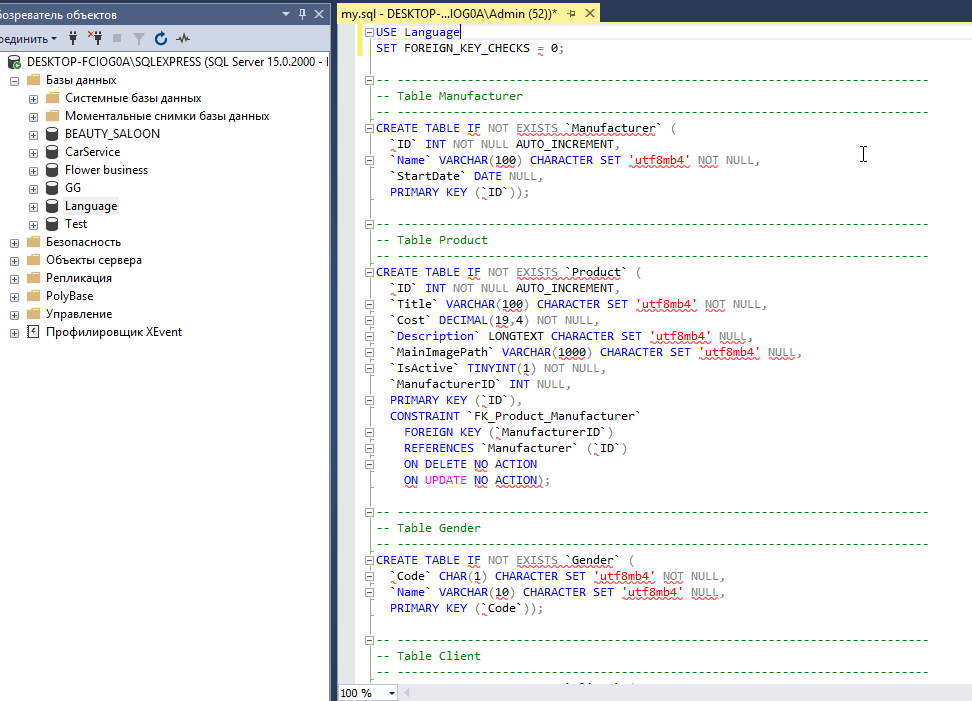 бозреватель объектов
единить
DESKTOP-FCIOG0A\SQLEXPRESS (SQL Server 15.0.2000 - I
Базы данных
Системные базы данных
Моментальные снимки базы данных
BEAUTY_SALOON
CarService
Flower business
GG
Language
Test
Безопасность
Объекты сервера
Репликация
PolyBase
Управление
Профилировщик XEvent
my.sql - DESKTOP-...IOG0A\Admin (52))*
USE Language
SET FOREIGN_KEY_CHECKS = 0;
-- ----------------------------------------------------------------------------
-- Table Manufacturer
-- ----------------------------------------------------------------------------
CREATE TABLE IF NOT EXISTS `Manufacturer` (
`ID` INT NOT NULL AUTO_INCREMENT,
`Name` VARCHAR(100) CHARACTER SET 'utf8mb4' NOT NULL,
`StartDate` DATE NULL,
PRIMARY KEY (`ID`));
-- ----------------------------------------------------------------------------
-- Table Product
-- ----------------------------------------------------------------------------
CREATE TABLE IF NOT EXISTS `Product` (
`ID` INT NOT NULL AUTO_INCREMENT,
`Title` VARCHAR(100) CHARACTER SET 'utf8mb4' NOT NULL,
`Cost` DECIMAL(19,4) NOT NULL,
`Description` LONGTEXT CHARACTER SET 'utf8mb4' NULL,
`MainImagePath` VARCHAR(1000) CHARACTER SET 'utf8mb4' NULL,
`IsActive` TINYINT(1) NOT NULL,
`ManufacturerID` INT NULL,
PRIMARY KEY (`ID`),
CONSTRAINT `FK_Product_Manufacturer`
FOREIGN KEY (`ManufacturerID`)
REFERENCES `Manufacturer` (`ID`)
ON DELETE NO ACTION
ON UPDATE NO ACTION);
-- ----------------------------------------------------------------------------
-- Table Gender
-- ----------------------------------------------------------------------------
CREATE TABLE IF NOT EXISTS `Gender` (
`Code` CHAR(1) CHARACTER SET 'utf8mb4' NOT NULL,
`Name` VARCHAR(10) CHARACTER SET 'utf8mb4' NULL,
PRIMARY KEY (`Code`));
-- ----------------------------------------------------------------------------
-- Table Client
-- ----------------------------------------------------------------------------
100 %